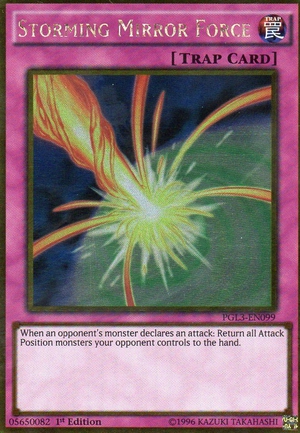 STORMING MIRROR FORCE
TRAP
罠
[TRAP CARD]
PGL3-EN099
When an opponent's monster declares an attack: Return all Attack
Position monsters your opponent controls to the hand.
05650082 1st Edition
©1996 KAZUKI TAKAHASHI